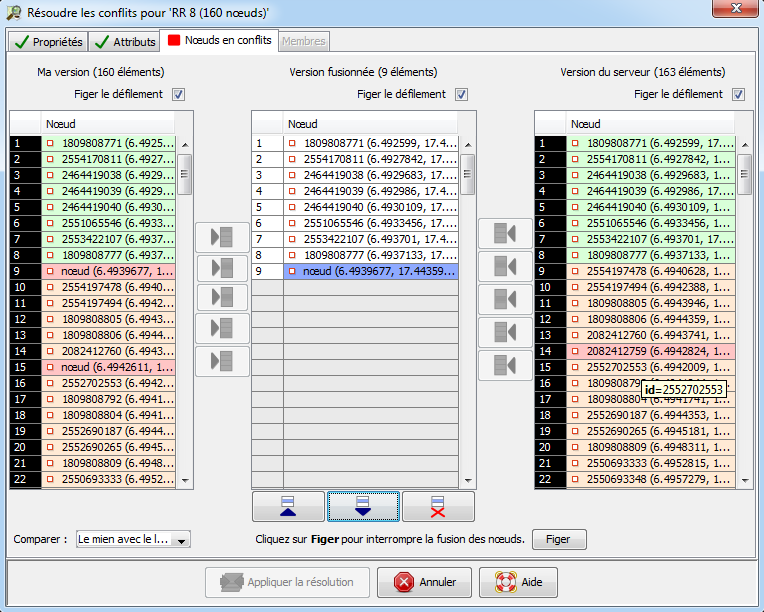 Résoudre les conflits pour 'RR 8 (160 nœuds)'
Propriétés
Attributs
Nœuds en conflits
Membres
Ma version (160 éléments)
Version fusionnée (9 éléments)
Version du serveur (163 éléments)
Figer le défilement
Figer le défilement
Figer le défilement
Nœud
1 1809808771 (6.4925...
2 2554170811 (6.4927...
3 2464419038 (6.4929...
4 2464419039 (6.4929...
5 2464419040 (6.4930...
6 2551065546 (6.4933...
7 2553422107 (6.4937...
8 1809808777 (6.4937...
9 nœud (6.4939677, 1...
10 2554197478 (6.4940...
11 2554197494 (6.4942...
12 1809808805 (6.4943...
13 1809808806 (6.4944...
14 2082412760 (6.4943...
15 nœud (6.4942611, 1...
16 2552702553 (6.4942...
17 1809808792 (6.4941...
18 1809808804 (6.4941...
19 2552690187 (6.4944...
20 2552690265 (6.4945...
21 1809808809 (6.4948...
22 2550693333 (6.4952...
Nœud
1 1809808771 (6.492599, 17.4...
2 2554170811 (6.4927842, 17....
3 2464419038 (6.4929683, 17....
4 2464419039 (6.492986, 17.4...
5 2464419040 (6.4930109, 17....
6 2551065546 (6.4933456, 17....
7 2553422107 (6.493701, 17.4...
8 1809808777 (6.4937133, 17....
9 nœud (6.4939677, 17.44359...
Nœud
1 1809808771 (6.492599, 17...
2 2554170811 (6.4927842, 1...
3 2464419038 (6.4929683, 1...
4 2464419039 (6.492986, 17...
5 2464419040 (6.4930109, 1...
6 2551065546 (6.4933456, 1...
7 2553422107 (6.493701, 17...
8 1809808777 (6.4937133, 1...
9 2554197478 (6.4940628, 1...
10 2554197494 (6.4942388, 1...
11 1809808805 (6.4943946, 1...
12 1809808806 (6.4944359, 1...
13 2082412760 (6.4943741, 1...
14 2082412759 (6.4942824, 1...
15 2552702553 (6.4942009, 1...
16
id=2552702553
17 1809808804 (6.4941741, 1...
18 2552690187 (6.4944353, 1...
19 2552690265 (6.4945181, 1...
20 1809808809 (6.4948311, 1...
21 2550693333 (6.4952815, 1...
22 2550693348 (6.4957279, 1...
Comparer :
Le mien avec le l...
Cliquez sur Figer pour interrompre la fusion des nœuds.
Figer
Appliquer la résolution
Annuler
Aide